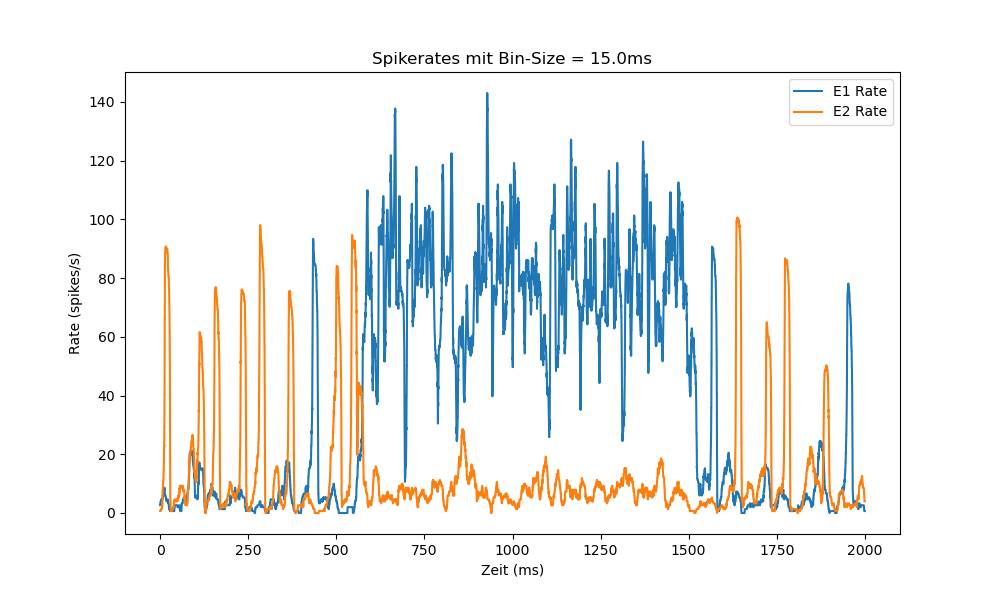 Spikerates mit Bin-Size = 15.0ms
E1 Rate
E2 Rate
Rate (spikes/s)
140
120
100
80
60
40
20
0
0 250 500 750 1000 1250 1500 1750 2000
Zeit (ms)